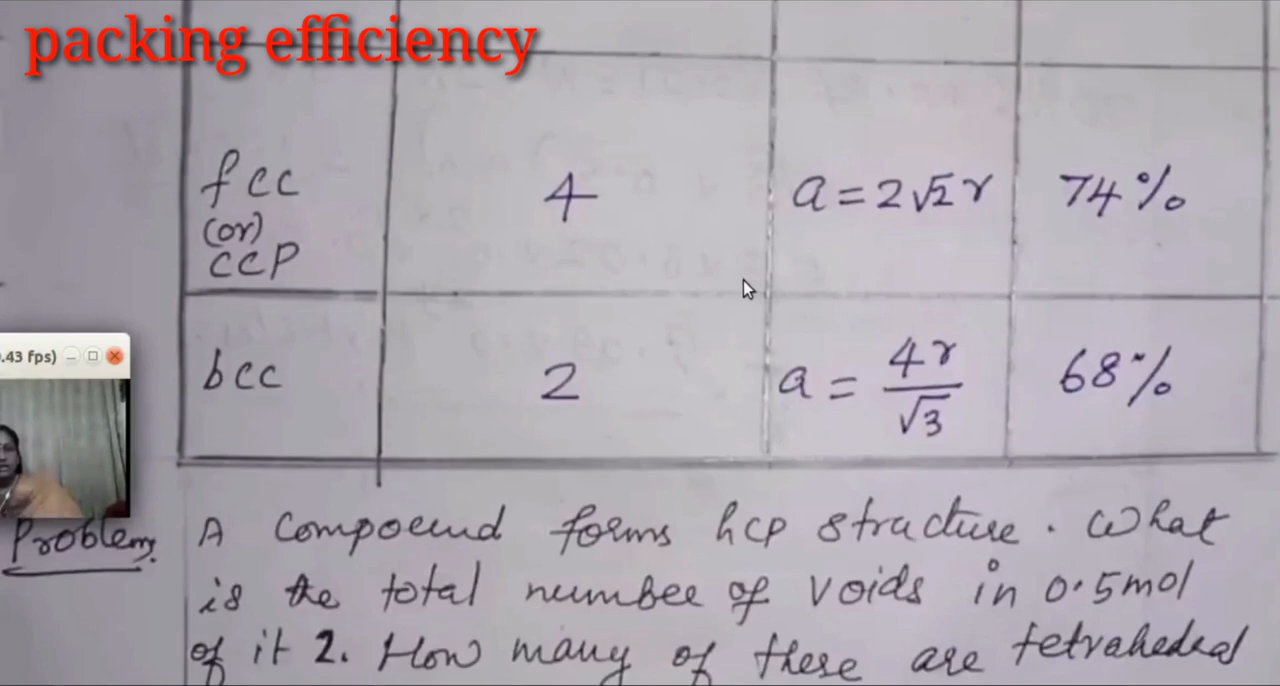 packing efficiency
fcc
(or)
CCP
4
a = 2√2r
74%
.43 fps)
bcc
2
a = 4r/√3
68%
Problem.
A compound forms hcp structure. What
is the total number of voids in 0.5mol
of it 2. How many of these are tetrahedral